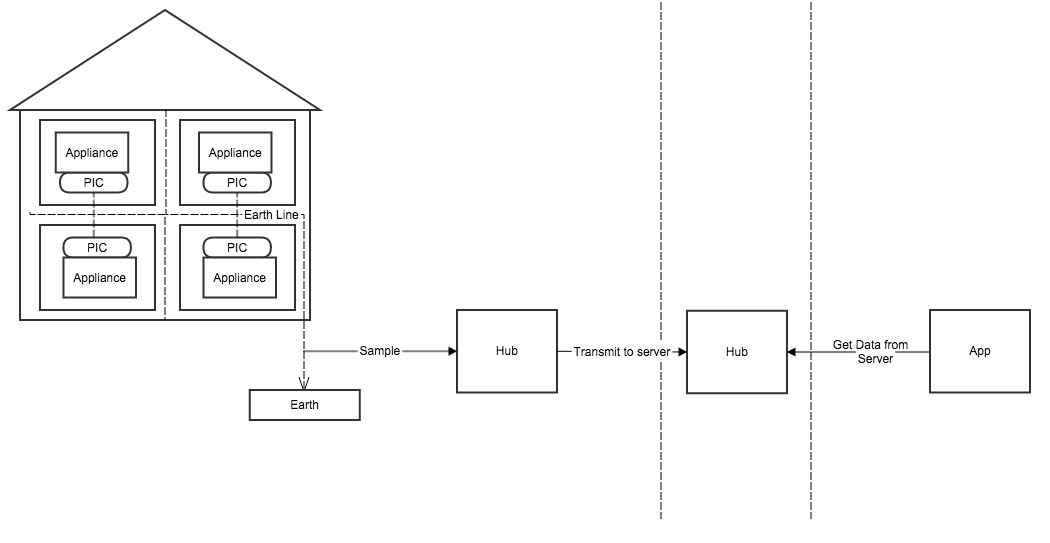 Appliance
PIC
Appliance
PIC
Earth Line
PIC
Appliance
PIC
Appliance
Sample
Hub
Transmit to server
Hub
Get Data from
Server
App
Earth